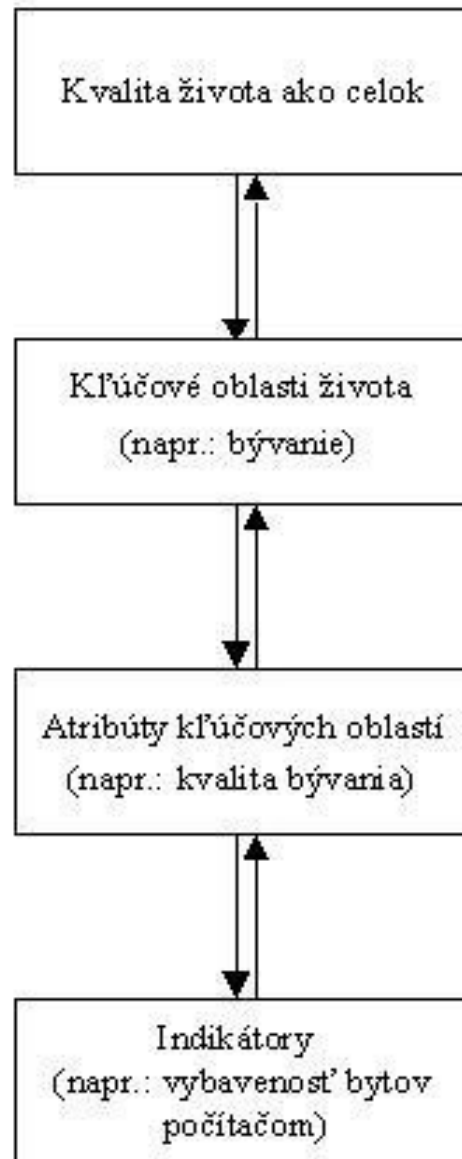 Kvalita života ako celok
Kľúčové oblasti života
(napr.: bývanie)
Atribúty kľúčových oblastí
(napr.: kvalita bývania)
Indikátory
(napr.: vybavenosť bytov
počítačom)